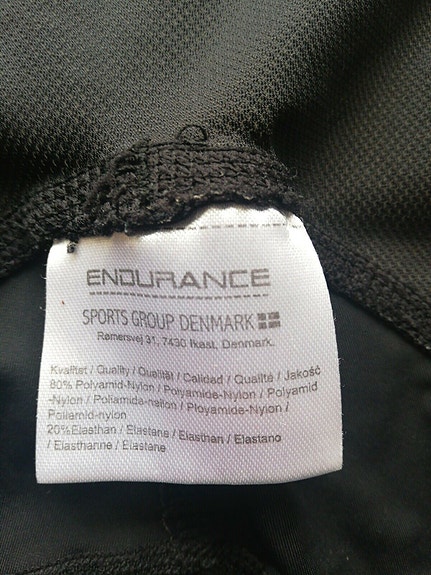 ENDURANCE
SPORTS GROUP DENMARK
Rømersvej 31, 7430 Ikast, Denmark.
Kvalitet / Quality / Qualität / Calidad / Qualité / Jakość
80% Polyamid-Nylon / Polyamide-Nylon / Polyamid
-Nylon / Poliamida-nailon / Ployamide-Nylon /
Poliamid-nylon
20%Elasthan / Elastane / Elasthan / Elastano
/ Elasthanne / Elastane